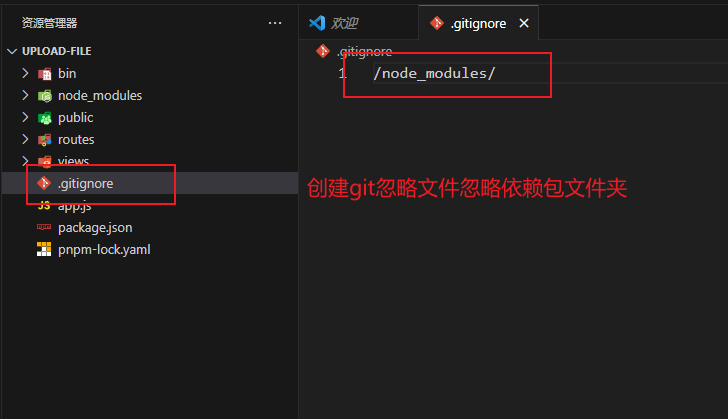 资源管理器
···
欢迎
.gitignore
UPLOAD-FILE
bin
node_modules
public
routes
views
.gitignore
JS app.js
package.json
pnpm-lock.yaml
.gitignore
1 /node_modules/
创建git忽略文件忽略依赖包文件夹